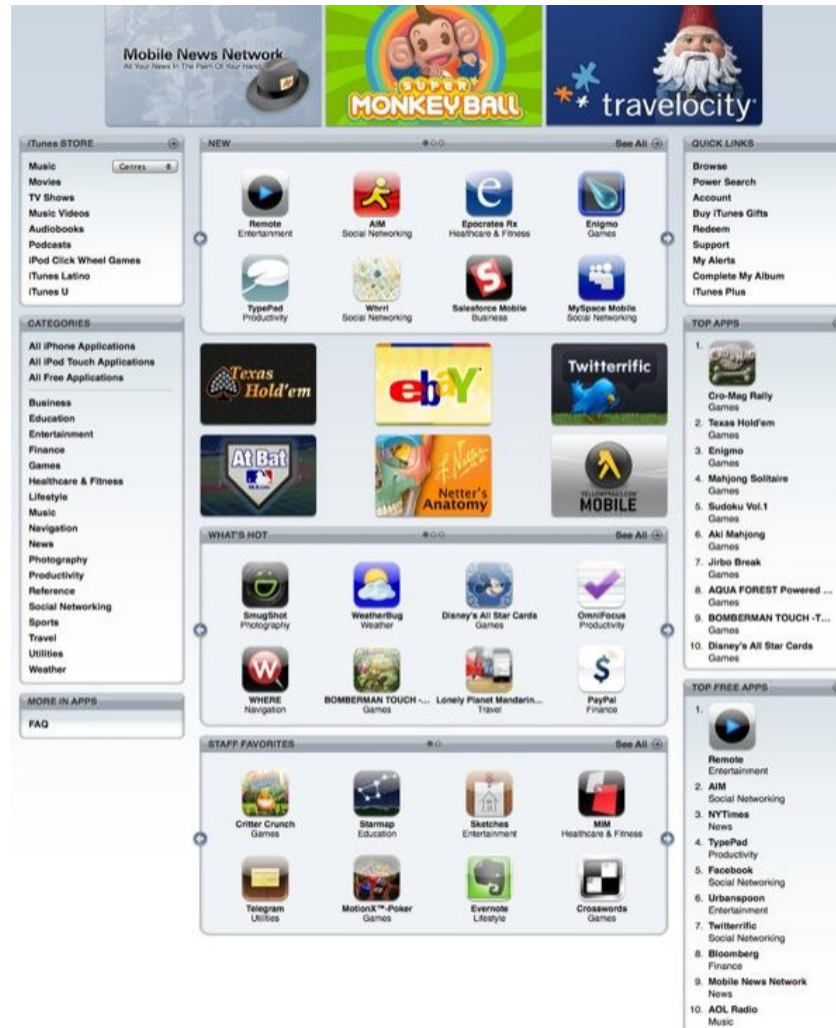 Mobile News Network
All Your News In The Palm Of Your Hand
SUPER
MONKEYBALL
travelocity
iTunes STORE
Music
Genres
Movies
TV Shows
Music Videos
Audiobooks
Podcasts
iPod Click Wheel Games
iTunes Latino
iTunes U
CATEGORIES
All iPhone Applications
All iPod Touch Applications
All Free Applications
Business
Education
Entertainment
Finance
Games
Healthcare & Fitness
Lifestyle
Music
Navigation
News
Photography
Productivity
Reference
Social Networking
Sports
Travel
Utilities
Weather
MORE IN APPS
FAQ
NEW
See All
Remote
Entertainment
AIM
Social Networking
Epocrates Rx
Healthcare & Fitness
Enigmo
Games
TypePad
Productivity
Whrrl
Social Networking
Salesforce Mobile
Business
MySpace Mobile
Social Networking
Texas
Hold'em
ebaY
Twitterrific
At Bat
F. Netter
Netter's
Anatomy
YELLOWPAGES.COM
MOBILE
WHAT'S HOT
See All
SmugShot
Photography
WeatherBug
Weather
Disney's All Star Cards
Games
OmniFocus
Productivity
WHERE
Navigation
BOMBERMAN TOUCH -...
Games
Lonely Planet Mandarin...
Travel
PayPal
Finance
STAFF FAVORITES
See All
Critter Crunch
Games
Starmap
Education
Sketches
Entertainment
MIM
Healthcare & Fitness
Telegram
Utilities
MotionX™-Poker
Games
Evernote
Lifestyle
Crosswords
Games
QUICK LINKS
Browse
Power Search
Account
Buy iTunes Gifts
Redeem
Support
My Alerts
Complete My Album
iTunes Plus
TOP APPS
1.
Cro-Mag Rally
Games
2. Texas Hold'em
Games
3. Enigmo
Games
4. Mahjong Solitaire
Games
5. Sudoku Vol.1
Games
6. Aki Mahjong
Games
7. Jirbo Break
Games
8. AQUA FOREST Powered ...
Games
9. BOMBERMAN TOUCH -T...
Games
10. Disney's All Star Cards
Games
TOP FREE APPS
1.
Remote
Entertainment
2. AIM
Social Networking
3. NYTimes
News
4. TypePad
Productivity
5. Facebook
Social Networking
6. Urbanspoon
Entertainment
7. Twitterrific
Social Networking
8. Bloomberg
Finance
9. Mobile News Network
News
10. AOL Radio
Music